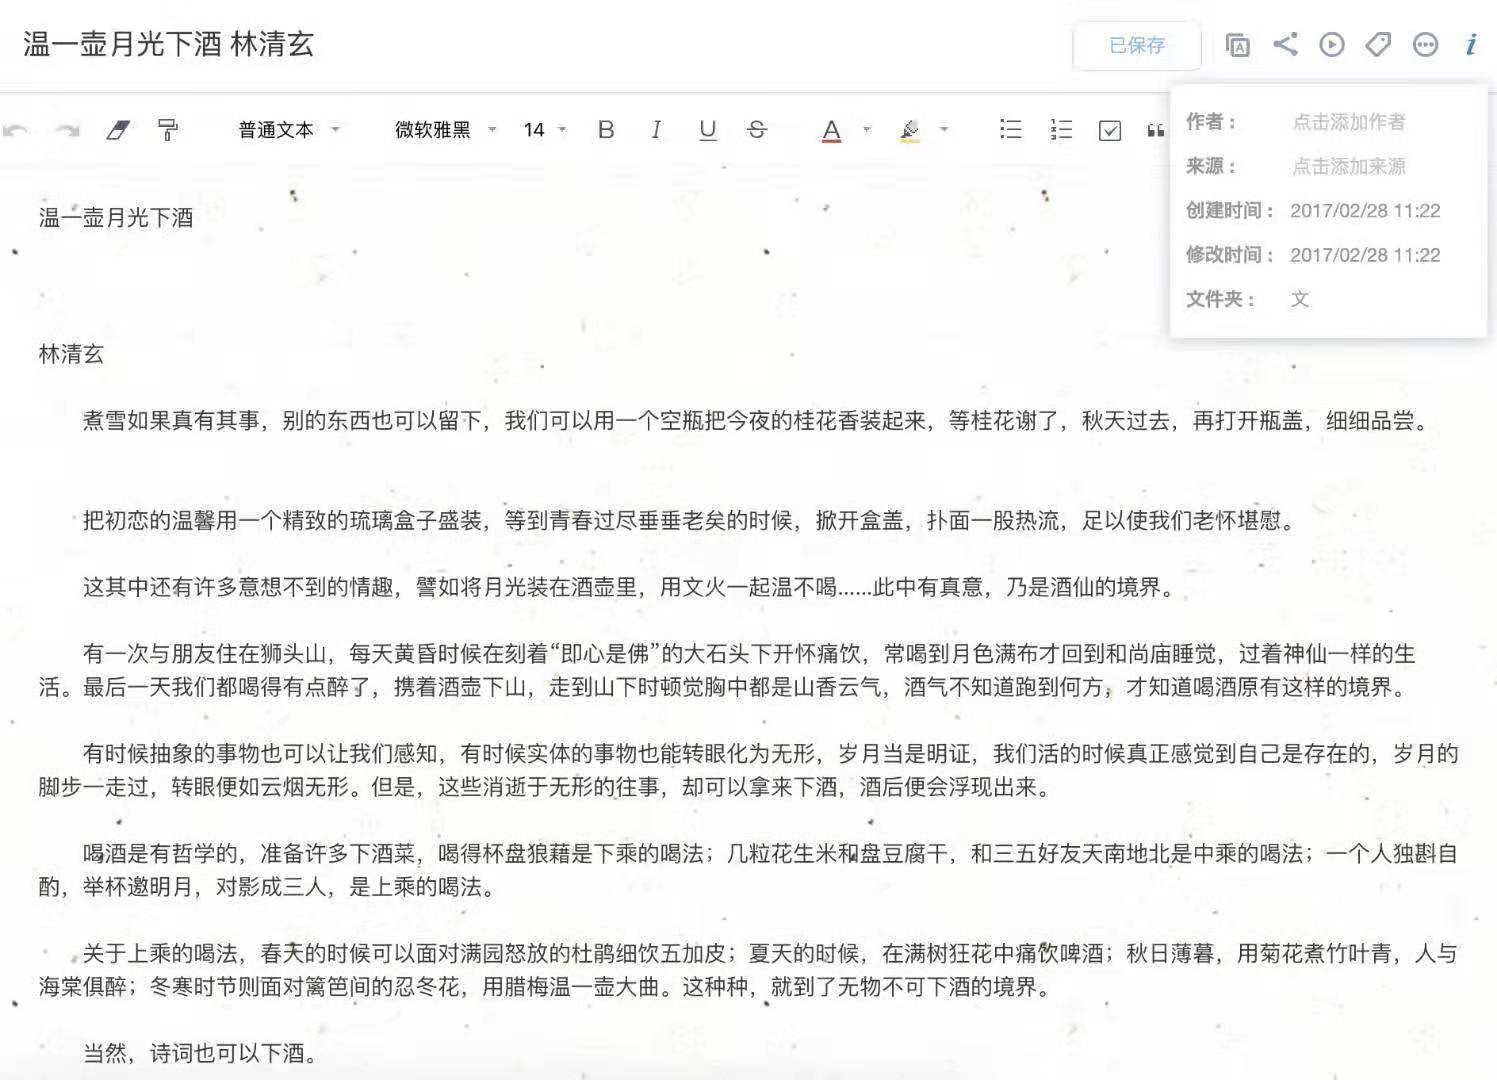 温一壶月光下酒 林清玄
已保存
普通文本
微软雅黑
14
B
I
U
S
A
作者：
点击添加作者
来源：
点击添加来源
创建时间：
2017/02/28 11:22
修改时间：
2017/02/28 11:22
文件夹：
文
温一壶月光下酒
林清玄
煮雪如果真有其事，别的东西也可以留下，我们可以用一个空瓶把今夜的桂花香装起来，等桂花谢了，秋天过去，再打开瓶盖，细细品尝。
把初恋的温馨用一个精致的琉璃盒子盛装，等到青春过尽垂垂老矣的时候，掀开盒盖，扑面一股热流，足以使我们老怀堪慰。
这其中还有许多意想不到的情趣，譬如将月光装在酒壶里，用文火一起温不喝……此中有真意，乃是酒仙的境界。
有一次与朋友住在狮头山，每天黄昏时候在刻着“即心是佛”的大石头下开怀痛饮，常喝到月色满布才回到和尚庙睡觉，过着神仙一样的生
活。最后一天我们都喝得有点醉了，携着酒壶下山，走到山下时顿觉胸中都是山香云气，酒气不知道跑到何方，才知道喝酒原有这样的境界。
有时候抽象的事物也可以让我们感知，有时候实体的事物也能转眼化为无形，岁月当是明证，我们活的时候真正感觉到自己是存在的，岁月的
脚步一走过，转眼便如云烟无形。但是，这些消逝于无形的往事，却可以拿来下酒，酒后便会浮现出来。
喝酒是有哲学的，准备许多下酒菜，喝得杯盘狼藉是下乘的喝法；几粒花生米和盘豆腐干，和三五好友天南地北是中乘的喝法；一个人独斟自
酌，举杯邀明月，对影成三人，是上乘的喝法。
关于上乘的喝法，春天的时候可以面对满园怒放的杜鹃细饮五加皮；夏天的时候，在满树狂花中痛饮啤酒；秋日薄暮，用菊花煮竹叶青，人与
海棠俱醉；冬寒时节则面对篱笆间的忍冬花，用腊梅温一壶大曲。这种种，就到了无物不可下酒的境界。
当然，诗词也可以下酒。